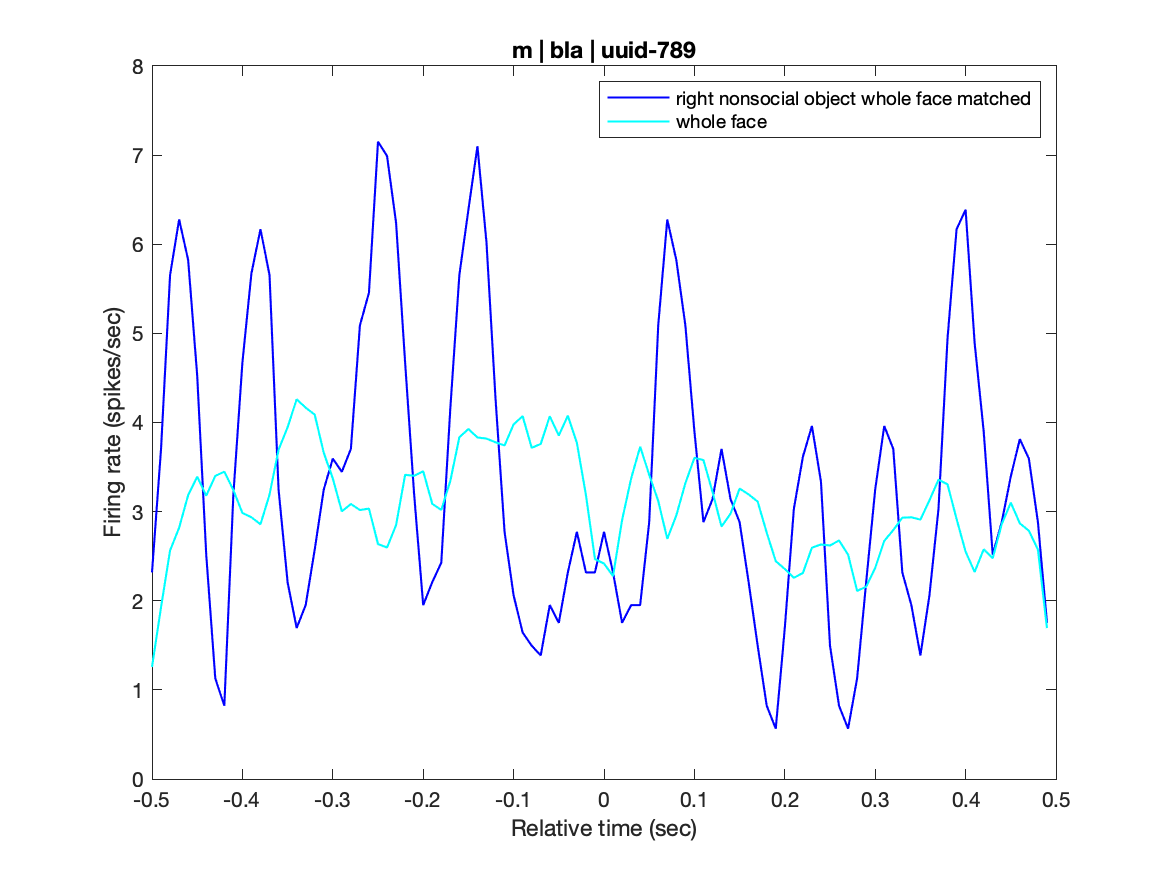 m | bla | uuid-789
right nonsocial object whole face matched
whole face
8
7
6
5
4
3
2
1
0
Firing rate (spikes/sec)
-0.5 -0.4 -0.3 -0.2 -0.1 0 0.1 0.2 0.3 0.4 0.5
Relative time (sec)